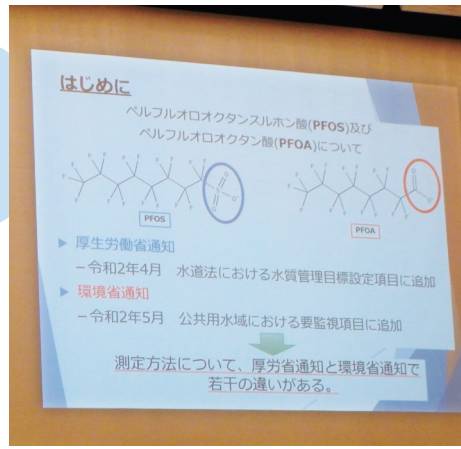 はじめに
ペルフルオロオクタンスルホン酸(PFOS)及び
ペルフルオロオクタン酸(PFOA)について
PFOS
PFOA
▶ 厚生労働省通知
－令和2年4月 水道法における水質管理目標設定項目に追加
▶ 環境省通知
－令和2年5月 公共用水域における要監視項目に追加
測定方法について、厚労省通知と環境省通知で
若干の違いがある。